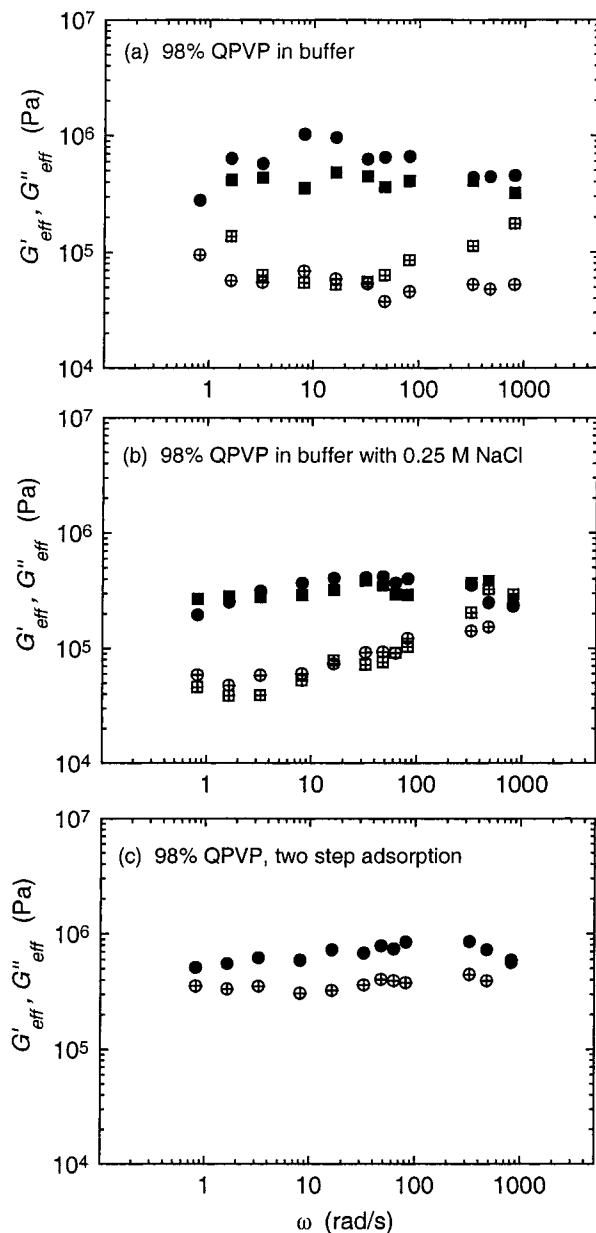 10⁷
(a) 98% QPVP in buffer
10⁶
G'eff, G''eff (Pa)
10⁵
10⁴
1 10 100 1000
10⁷
(b) 98% QPVP in buffer with 0.25 M NaCl
10⁶
G'eff, G''eff (Pa)
10⁵
10⁴
1 10 100 1000
10⁷
(c) 98% QPVP, two step adsorption
10⁶
G'eff, G''eff (Pa)
10⁵
10⁴
1 10 100 1000
ω (rad/s)